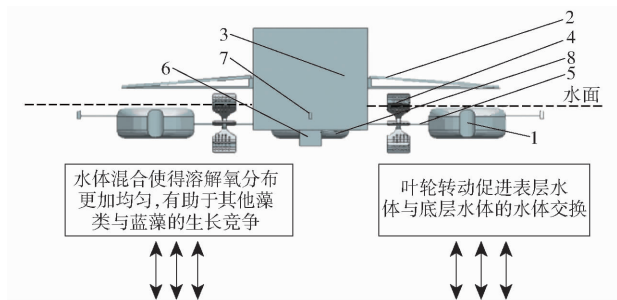 2
3
4
7
8
6
5
水面
1
水体混合使得溶解氧分布
更加均匀,有助于其他藻
类与蓝藻的生长竞争
叶轮转动促进表层水
体与底层水体的水体交换